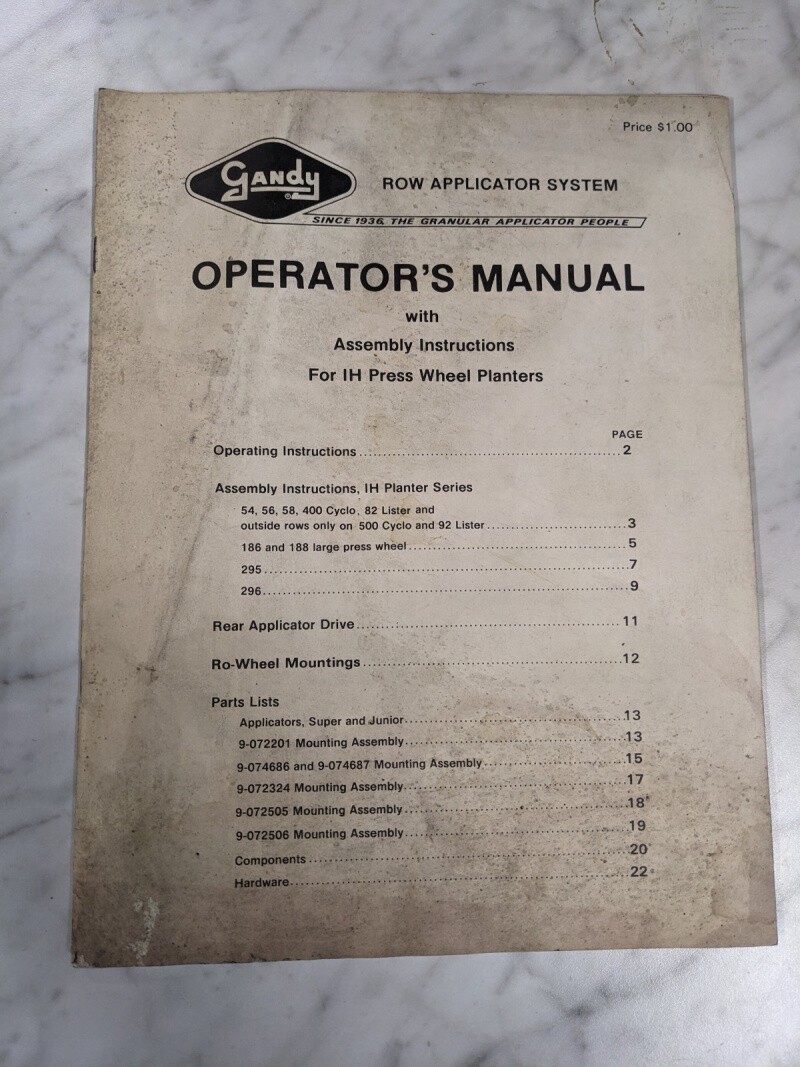 Price $1.00
Gandy®
ROW APPLICATOR SYSTEM
SINCE 1936, THE GRANULAR APPLICATOR PEOPLE
OPERATOR'S MANUAL
with
Assembly Instructions
For IH Press Wheel Planters
PAGE
Operating Instructions 2
Assembly Instructions, IH Planter Series
54, 56, 58, 400 Cyclo, 82 Lister and
outside rows only on 500 Cyclo and 92 Lister 3
186 and 188 large press wheel 5
295 7
296 9
Rear Applicator Drive 11
Ro-Wheel Mountings 12
Parts Lists
Applicators, Super and Junior 13
9-072201 Mounting Assembly 13
9-074686 and 9-074687 Mounting Assembly 15
9-072324 Mounting Assembly 17
9-072505 Mounting Assembly 18
9-072506 Mounting Assembly 19
Components 20
Hardware 22